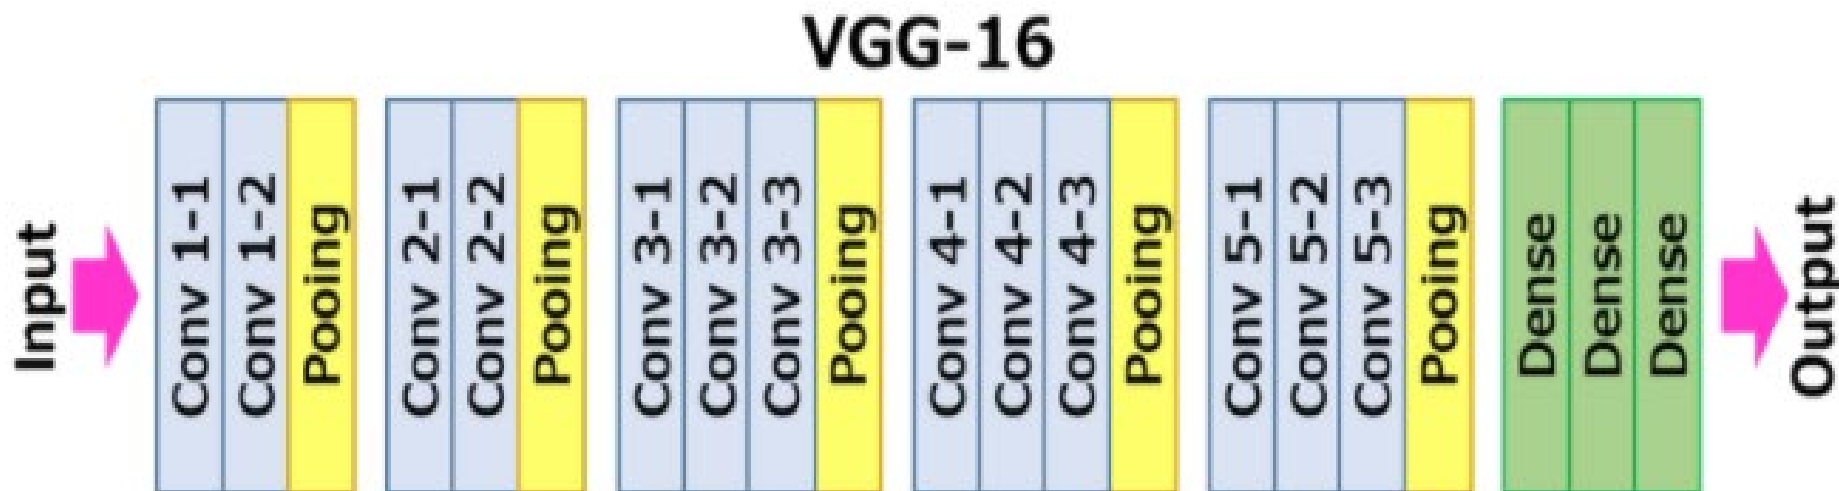 VGG-16
Input
Conv 1-1
Conv 1-2
Pooing
Conv 2-1
Conv 2-2
Pooing
Conv 3-1
Conv 3-2
Conv 3-3
Pooing
Conv 4-1
Conv 4-2
Conv 4-3
Pooing
Conv 5-1
Conv 5-2
Conv 5-3
Pooing
Dense
Dense
Dense
Output